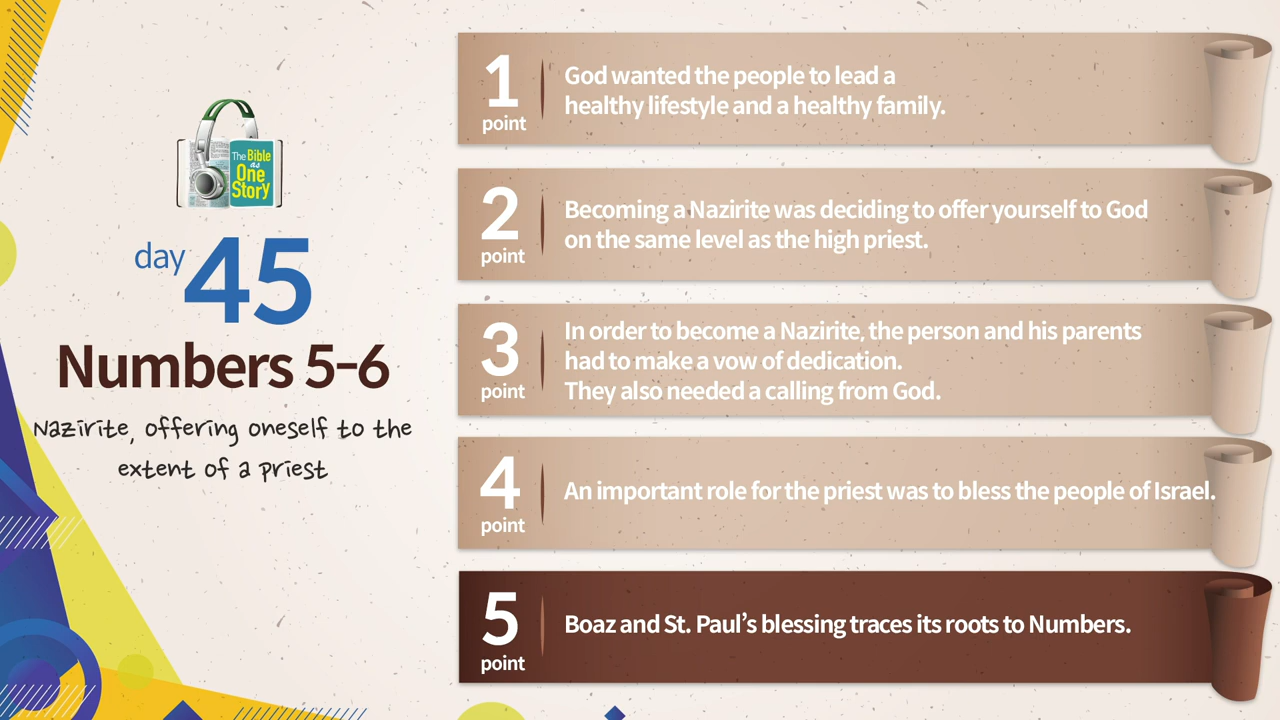 The Bible
as
One
Story
day 45
Numbers 5-6
Nazirite, offering oneself to the
extent of a priest
1
point
God wanted the people to lead a
healthy lifestyle and a healthy family.
2
point
Becoming a Nazirite was deciding to offer yourself to God
on the same level as the high priest.
3
point
In order to become a Nazirite, the person and his parents
had to make a vow of dedication.
They also needed a calling from God.
4
point
An important role for the priest was to bless the people of Israel.
5
point
Boaz and St. Paul’s blessing traces its roots to Numbers.